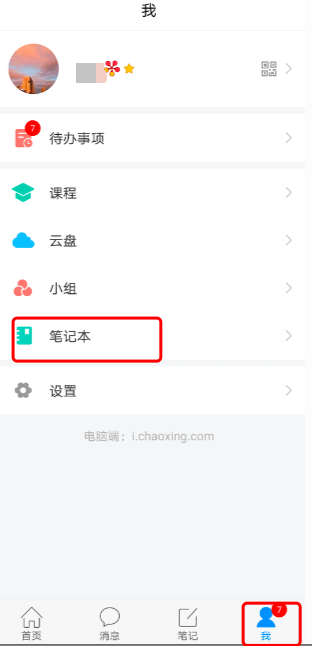 我
7
待办事项
课程
云盘
小组
笔记本
设置
电脑端：i.chaoxing.com
7
首页 消息 笔记 我